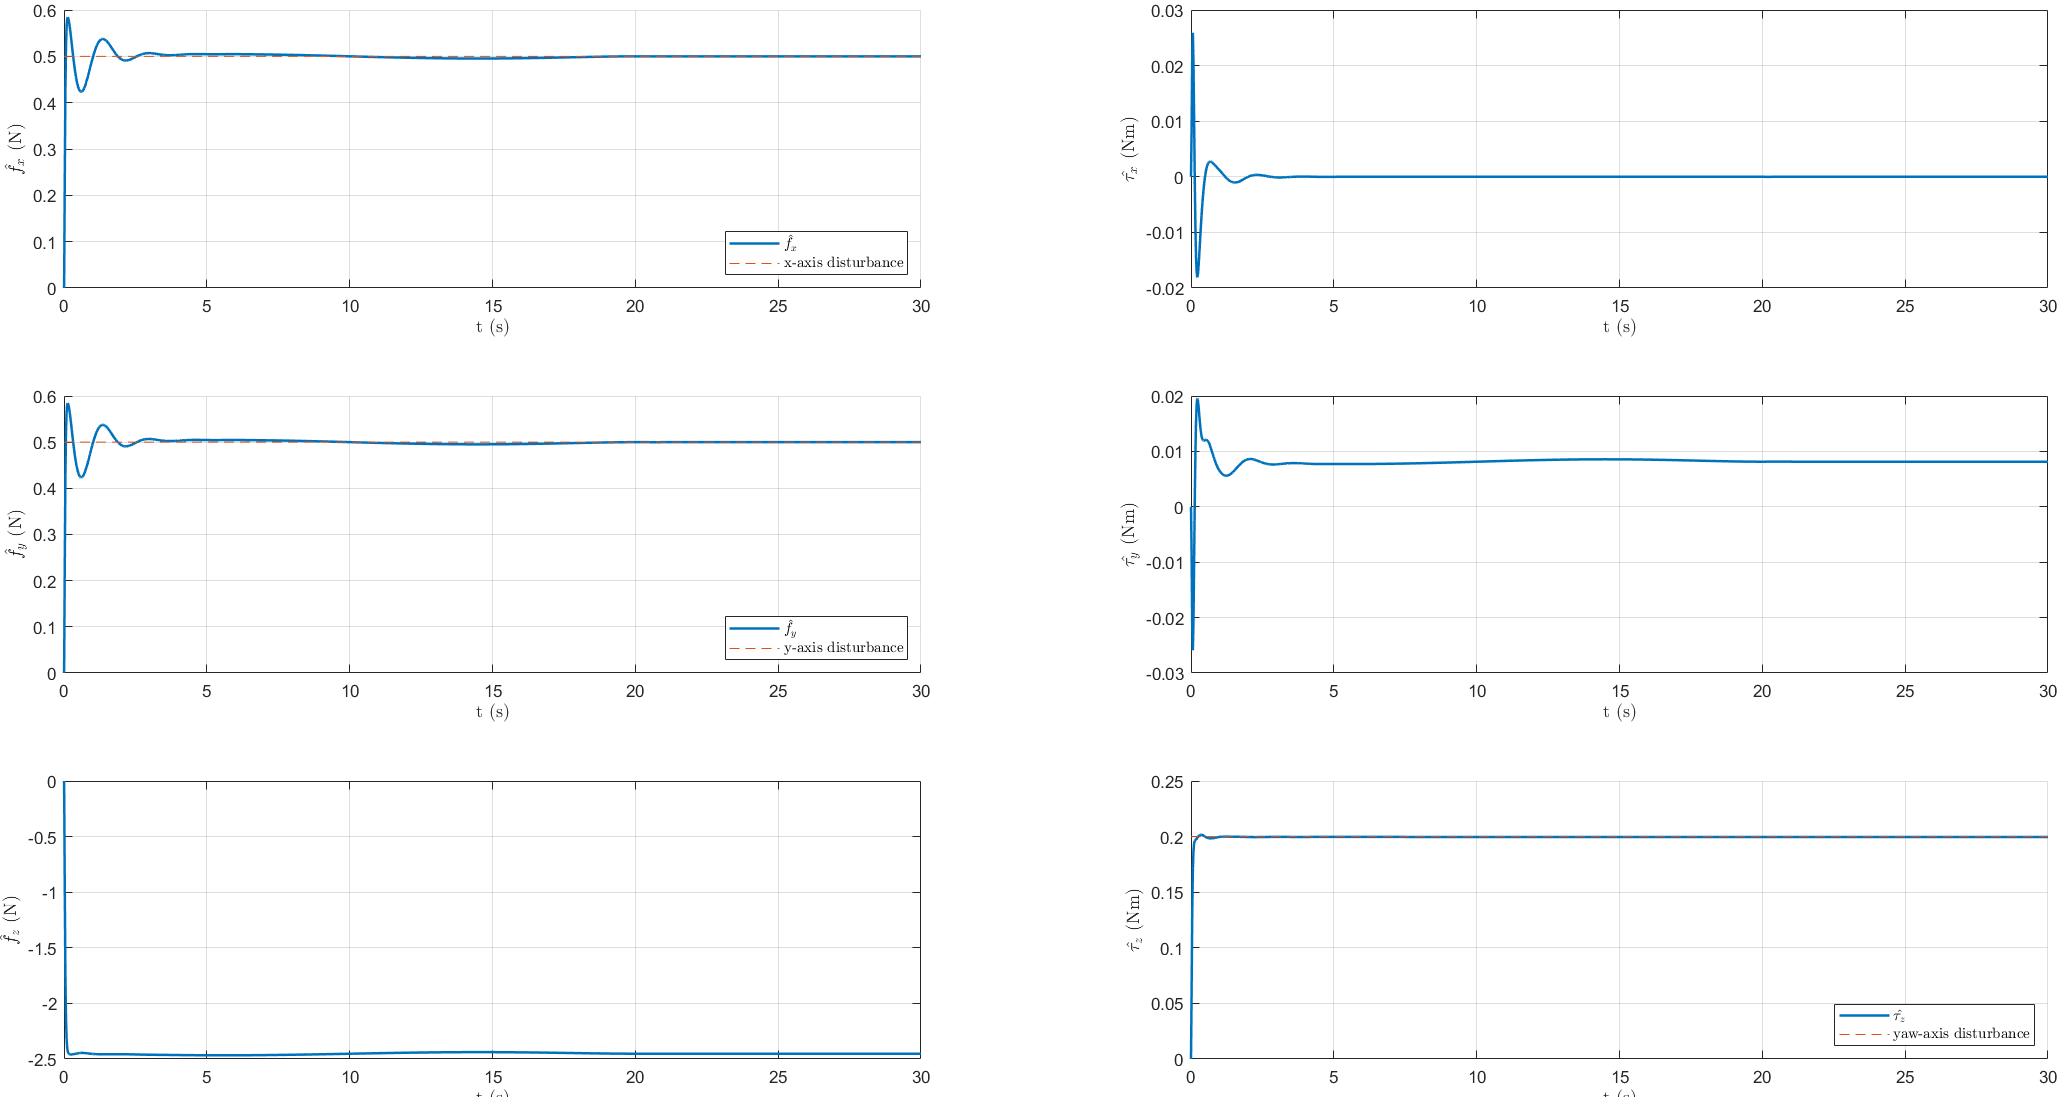 0.6
0.5
0.4
0.3
0.2
0.1
0
f̂x (N)
f̂x
x-axis disturbance
0 5 10 15 20 25 30
t (s)
0.03
0.02
0.01
0
-0.01
-0.02
τ̂x (Nm)
0 5 10 15 20 25 30
t (s)
0.6
0.5
0.4
0.3
0.2
0.1
0
f̂y (N)
f̂y
y-axis disturbance
0 5 10 15 20 25 30
t (s)
0.02
0.01
0
-0.01
-0.02
-0.03
τ̂y (Nm)
0 5 10 15 20 25 30
t (s)
0
-0.5
-1
-1.5
-2
-2.5
f̂z (N)
0 5 10 15 20 25 30
t (s)
0.25
0.2
0.15
0.1
0.05
0
τ̂z (Nm)
τ̂z
yaw-axis disturbance
0 5 10 15 20 25 30
t (s)